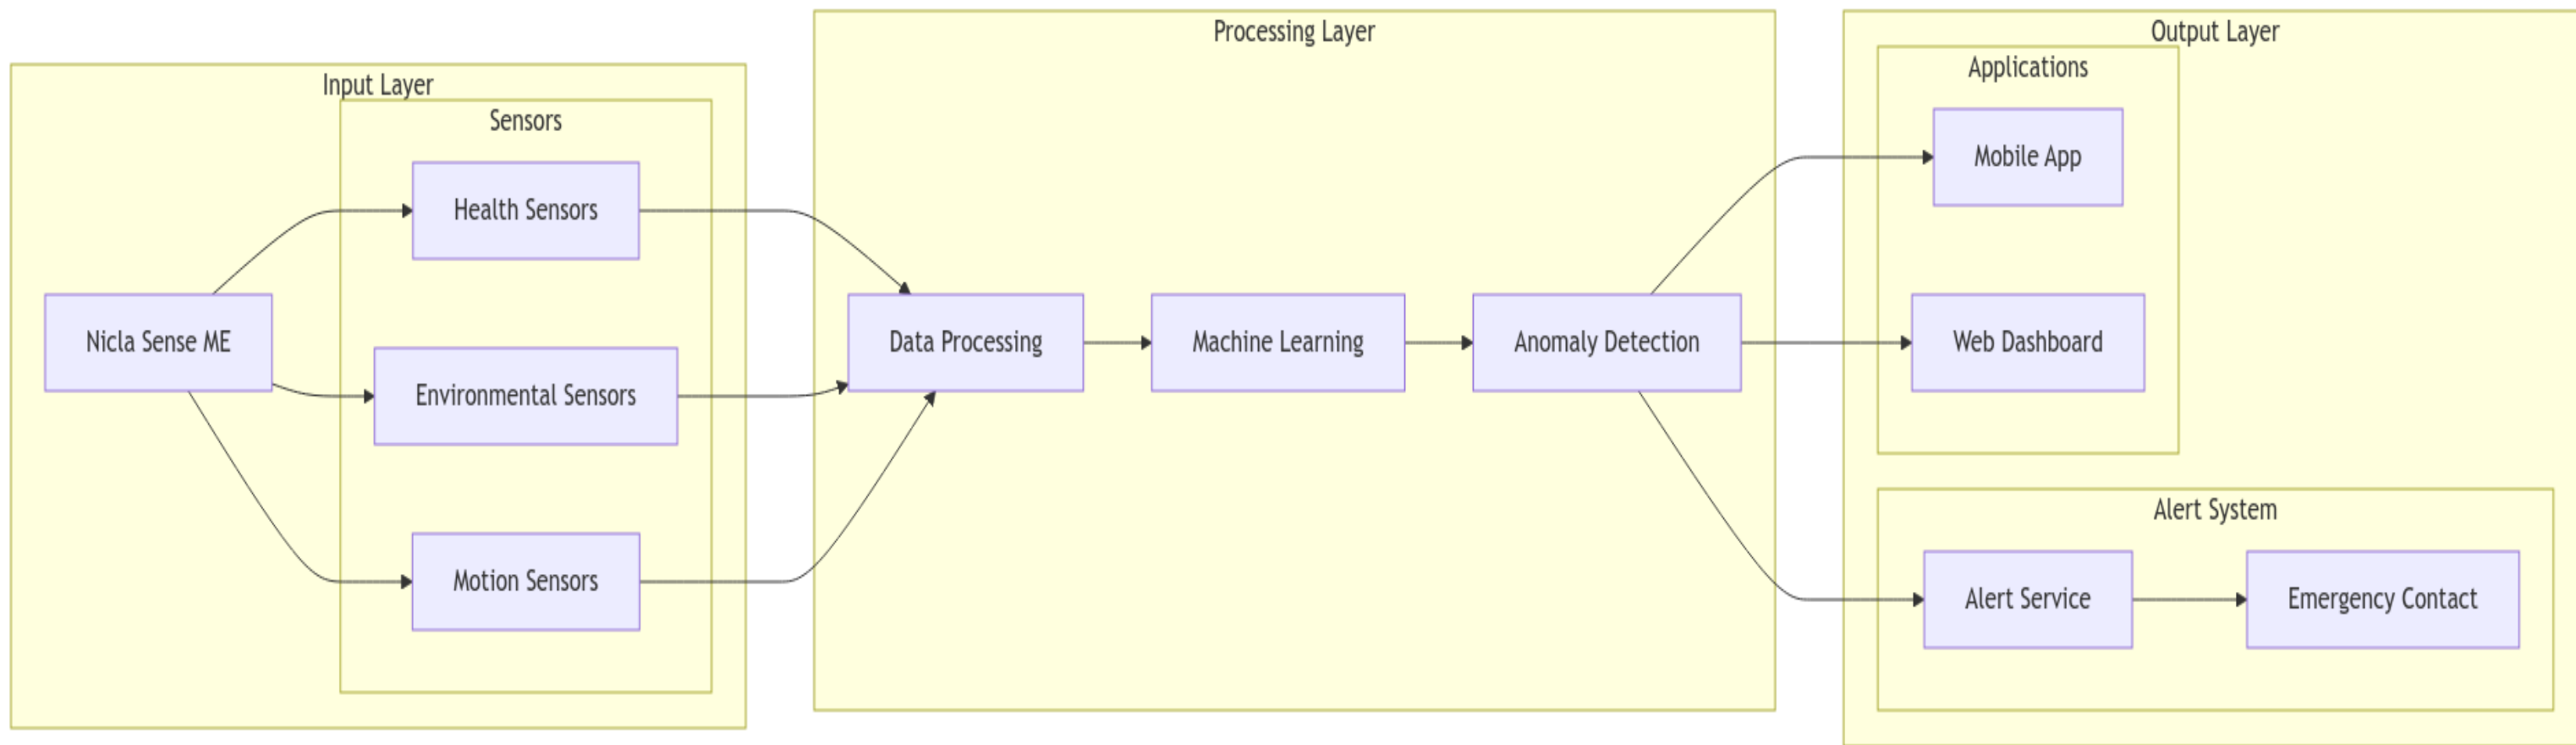 Input Layer
Sensors
Health Sensors
Nicla Sense ME
Environmental Sensors
Motion Sensors
Processing Layer
Data Processing
Machine Learning
Anomaly Detection
Output Layer
Applications
Mobile App
Web Dashboard
Alert System
Alert Service
Emergency Contact